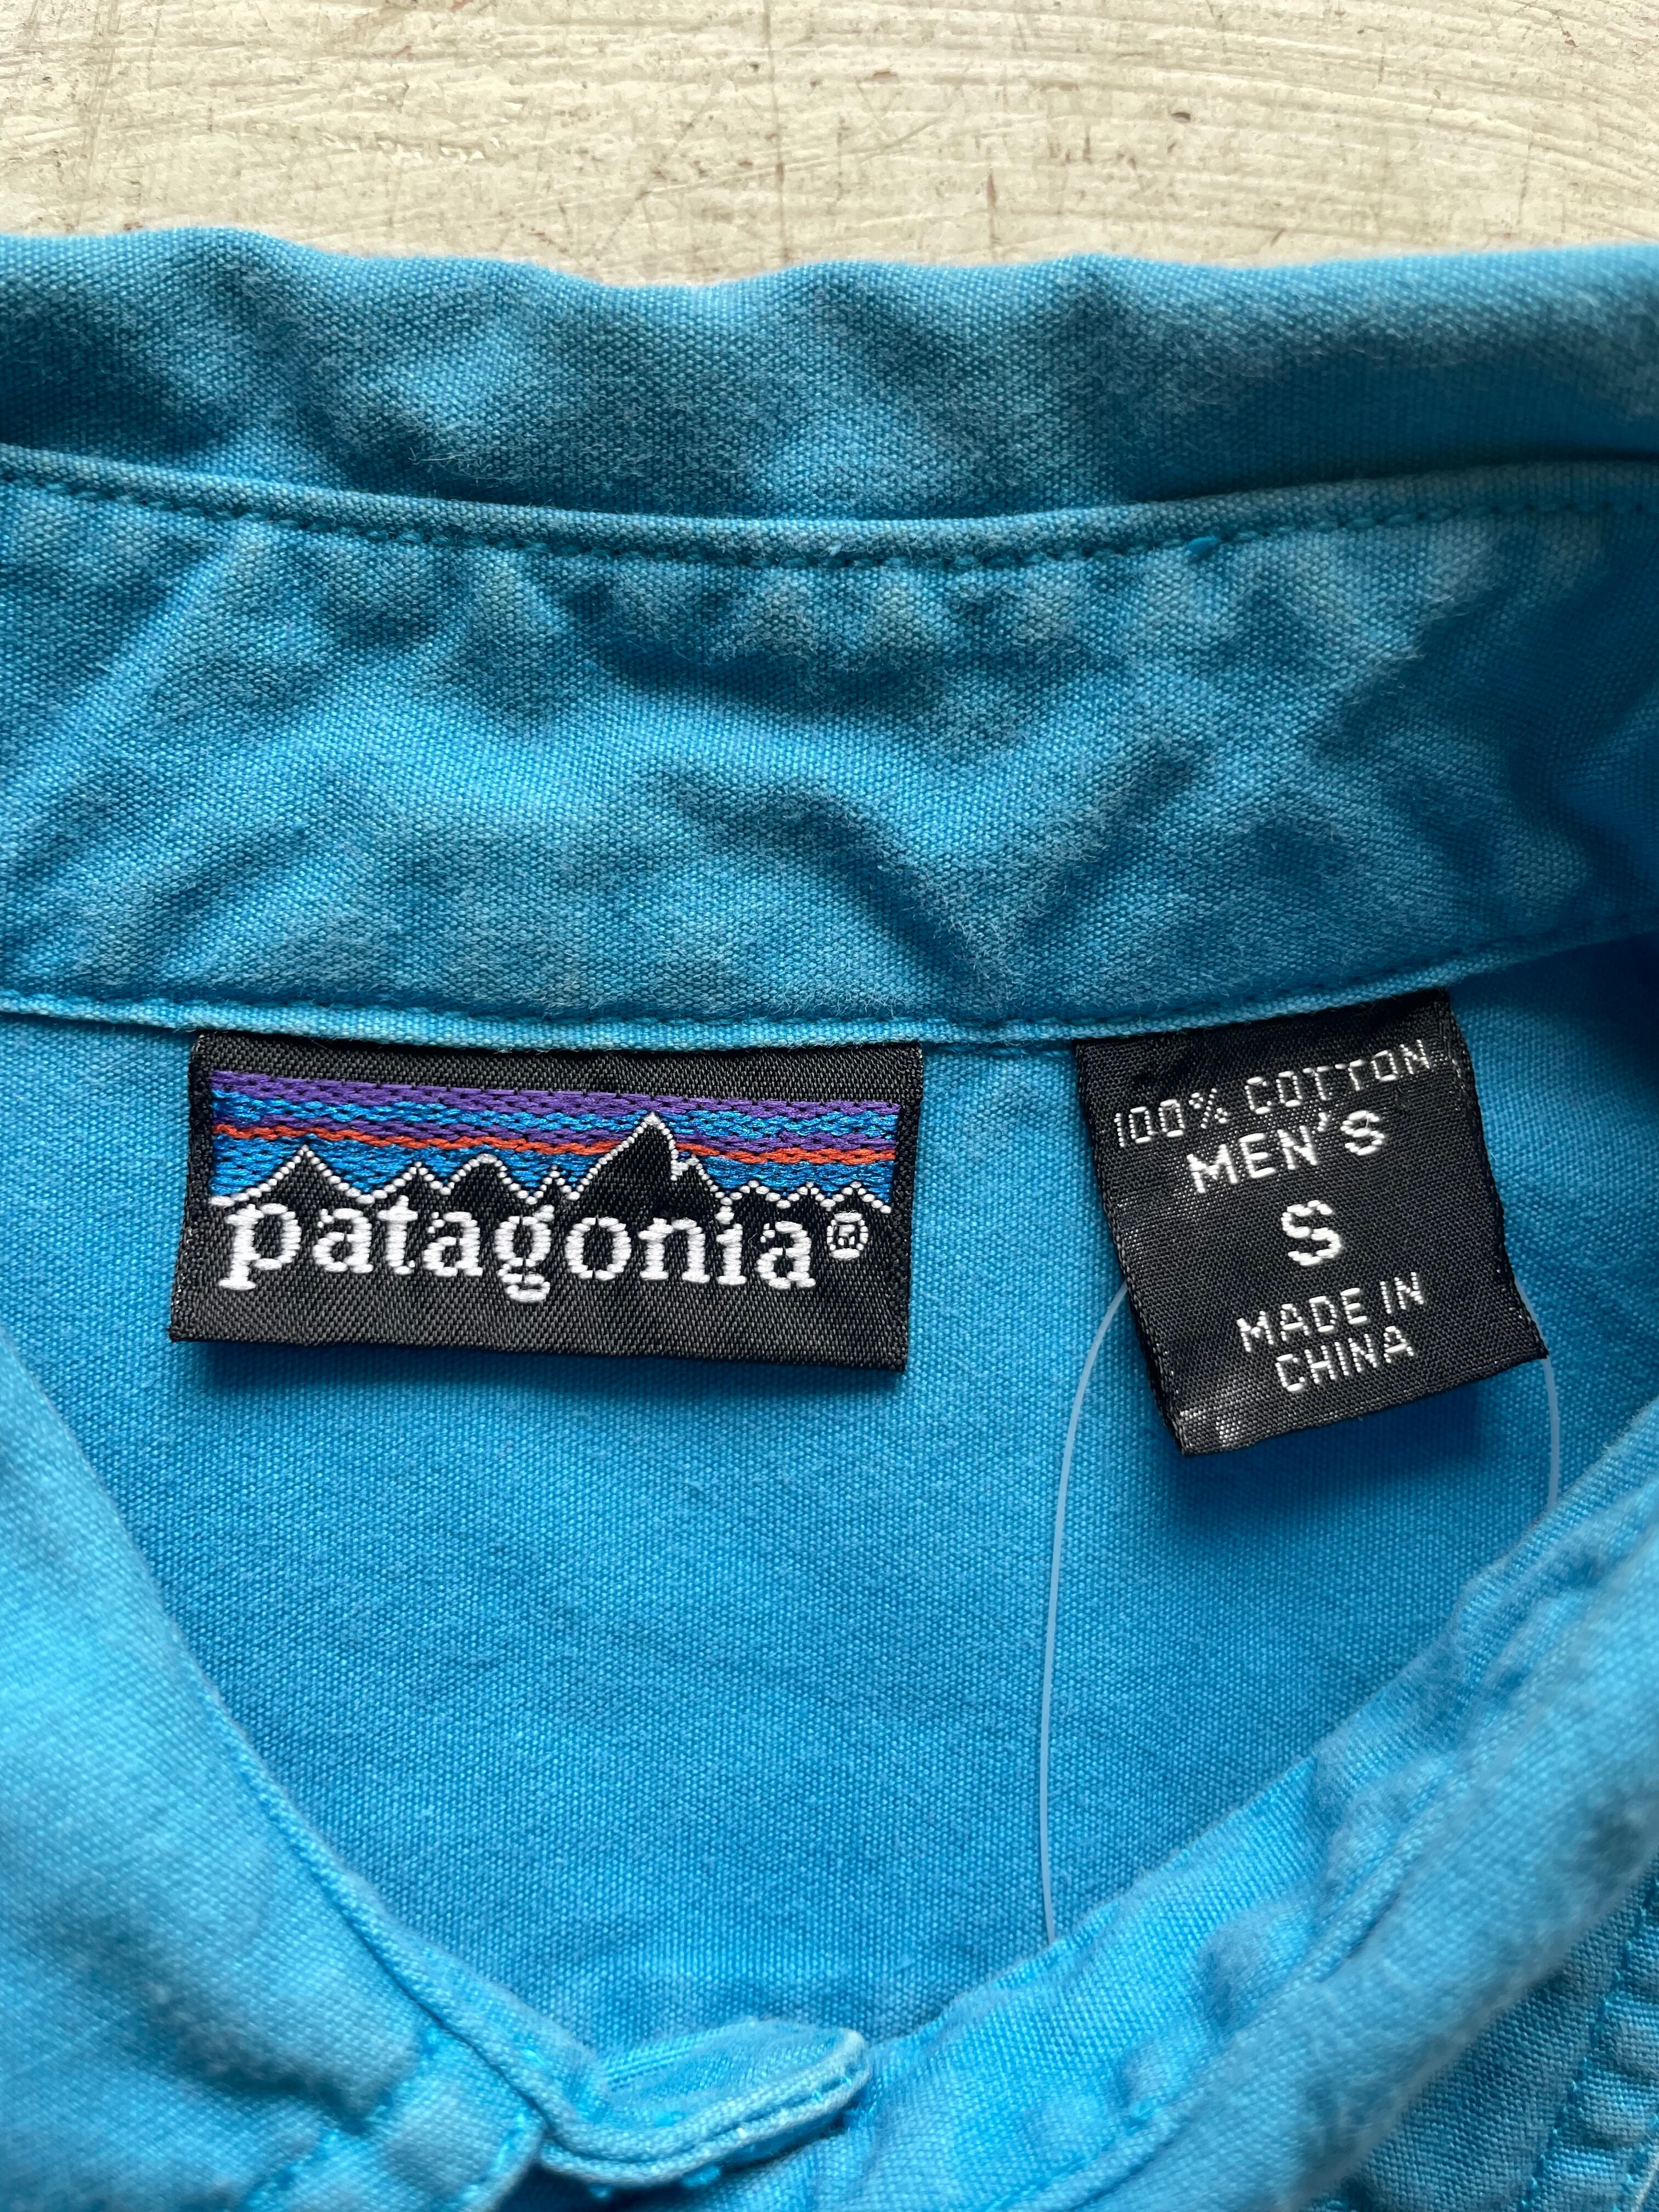 patagonia®
100% COTTON
MEN'S
S
MADE IN
CHINA